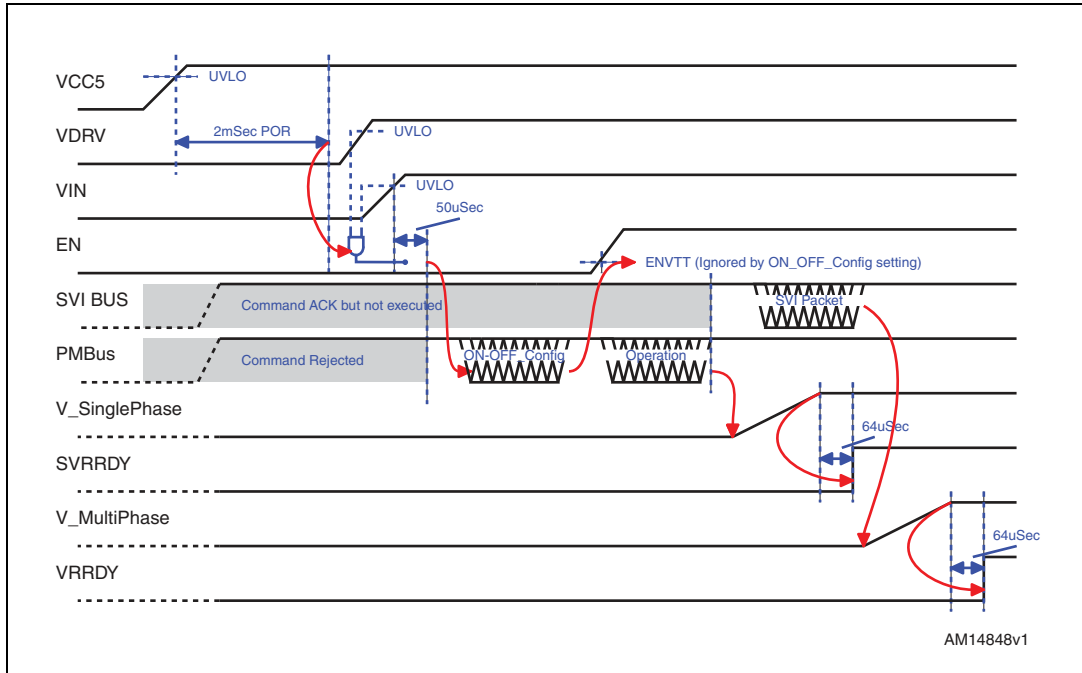 VCC5
UVLO
2mSec POR
VDRV
UVLO
VIN
UVLO
50uSec
EN
ENVTT (Ignored by ON_OFF_Config setting)
SVI BUS
Command ACK but not executed
SVI Packet
PMBus
Command Rejected
ON-OFF_Config
Operation
V_SinglePhase
64uSec
SVRRDY
V_MultiPhase
64uSec
VRRDY
AM14848v1